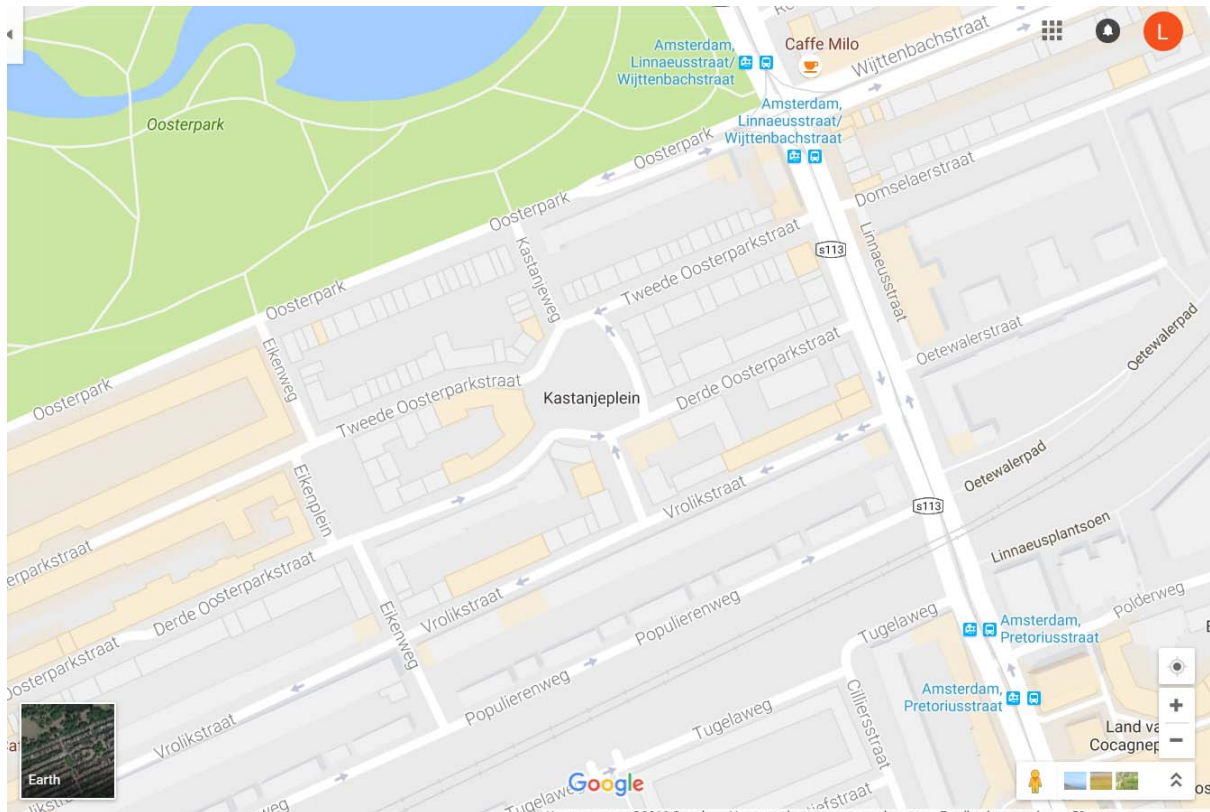 Amsterdam,
Linnaeusstraat/
Wijttenbachstraat
Caffe Milo
Wijttenbachstraat
L
Amsterdam,
Linnaeusstraat/
Wijttenbachstraat
Oosterpark
Oosterpark
Domselaerstraat
Oosterpark
Kastanjeweg
Tweede Oosterparkstraat
s113
Linnaeusstraat
Oosterpark
Eikenweg
Oetewalerstraat
Oetewalerpad
Derde Oosterparkstraat
Tweede Oosterparkstraat
Kastanjeplein
Oosterpark
Oetewalerpad
Eikenplein
Vrolikstraat
s113
Linnaeusplantsoen
erparkstraat
Derde Oosterparkstraat
Eikenweg
Vrolikstraat
Populierenweg
Tugelaweg
Polderweg
Amsterdam,
Pretoriusstraat
Oosterparkstraat
Populierenweg
Cilliersstraat
Amsterdam,
Pretoriusstraat
Vrolikstraat
Tugelaweg
Land va
Cocagnep
Earth
Google
Tugelaweg